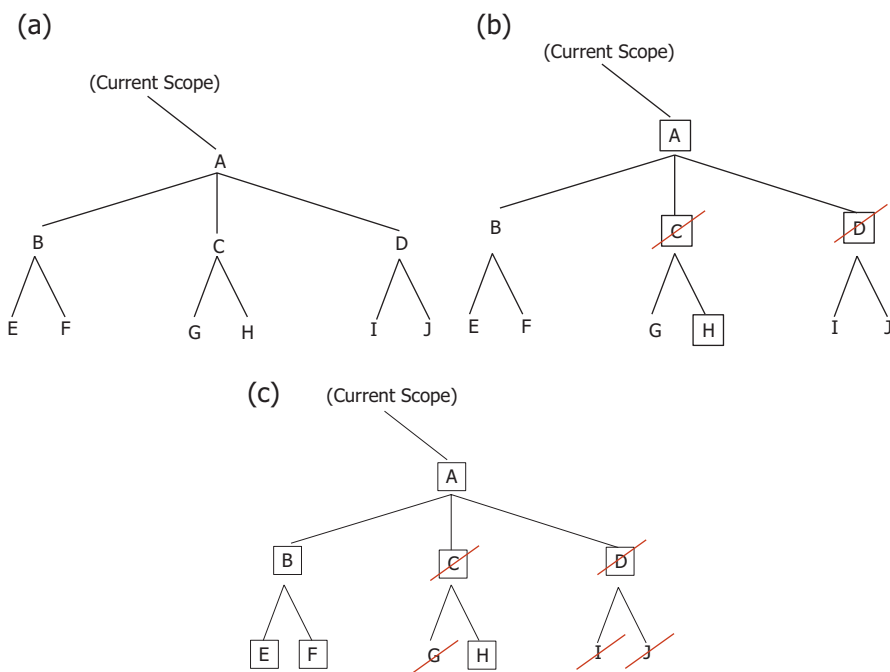 (a)
(Current Scope)
A
B C D
E F G H I J
(b)
(Current Scope)
A
B C D
E F G H I J
(c)
(Current Scope)
A
B C D
E F G H I J